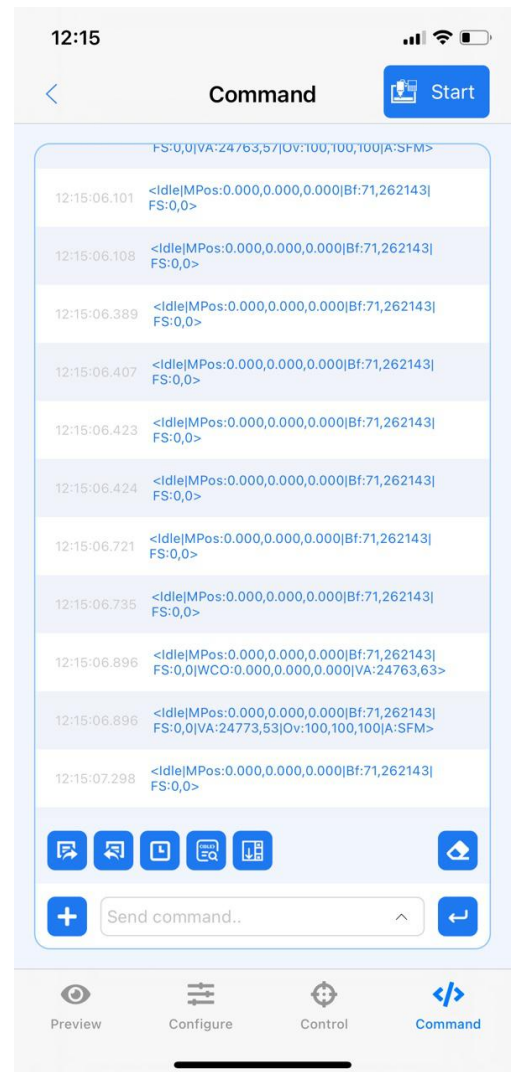 12:15
Command
Start
FS:0,0|VA:24763,57|Ov:100,100,100|A:SFM>
12:15:06.101
<Idle|MPos:0.000,0.000,0.000|Bf:71,262143|
FS:0,0>
12:15:06.108
<Idle|MPos:0.000,0.000,0.000|Bf:71,262143|
FS:0,0>
12:15:06.389
<Idle|MPos:0.000,0.000,0.000|Bf:71,262143|
FS:0,0>
12:15:06.407
<Idle|MPos:0.000,0.000,0.000|Bf:71,262143|
FS:0,0>
12:15:06.423
<Idle|MPos:0.000,0.000,0.000|Bf:71,262143|
FS:0,0>
12:15:06.424
<Idle|MPos:0.000,0.000,0.000|Bf:71,262143|
FS:0,0>
12:15:06.721
<Idle|MPos:0.000,0.000,0.000|Bf:71,262143|
FS:0,0>
12:15:06.735
<Idle|MPos:0.000,0.000,0.000|Bf:71,262143|
FS:0,0>
12:15:06.896
<Idle|MPos:0.000,0.000,0.000|Bf:71,262143|
FS:0,0|WCO:0.000,0.000,0.000|VA:24763,63>
12:15:06.896
<Idle|MPos:0.000,0.000,0.000|Bf:71,262143|
FS:0,0|VA:24773,53|Ov:100,100,100|A:SFM>
12:15:07.298
<Idle|MPos:0.000,0.000,0.000|Bf:71,262143|
FS:0,0>
Send command..
Preview
Configure
Control
Command